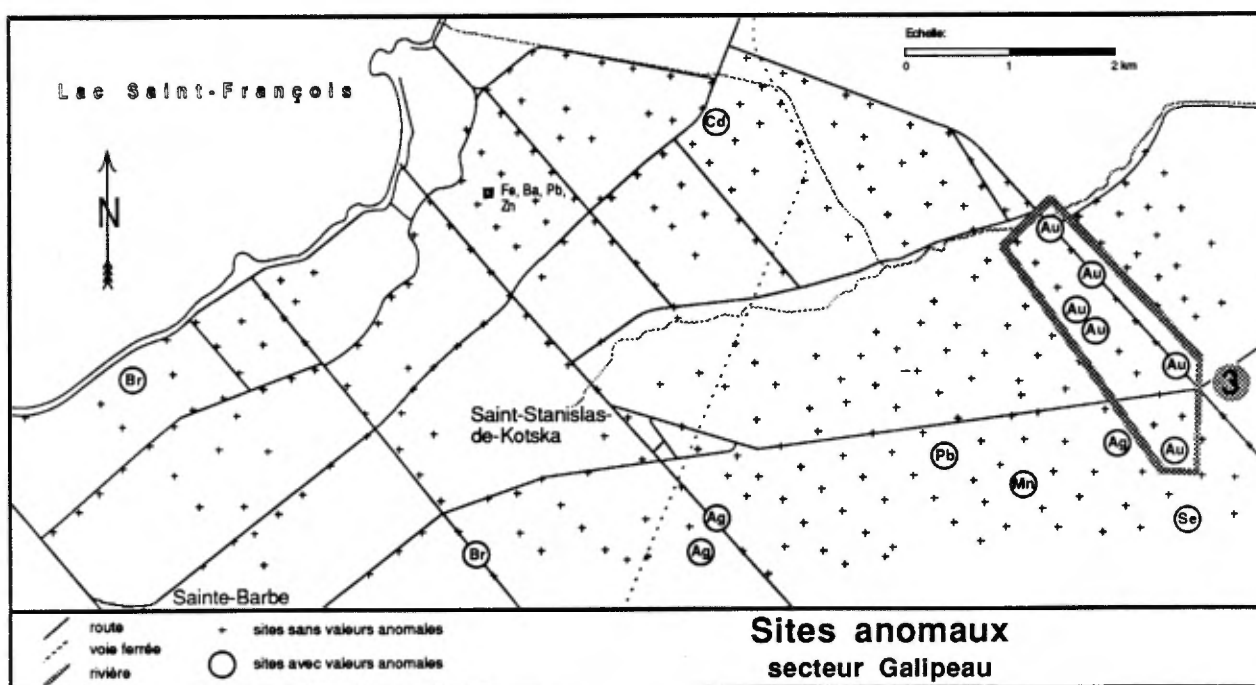 Echelle:
0 1 2 km
Lac Saint-François
N
Cd
Fe, Ba, Pb,
Zn
Au
Au
Au
Au
Au
3
Br
Saint-Stanislas-
de-Kotska
Ag
Au
Pb
Mn
Ag
Se
Br
Ag
Sainte-Barbe
route
voie ferrée
rivière
+ sites sans valeurs anomales
sites avec valeurs anomales
Sites anomaux
secteur Galipeau